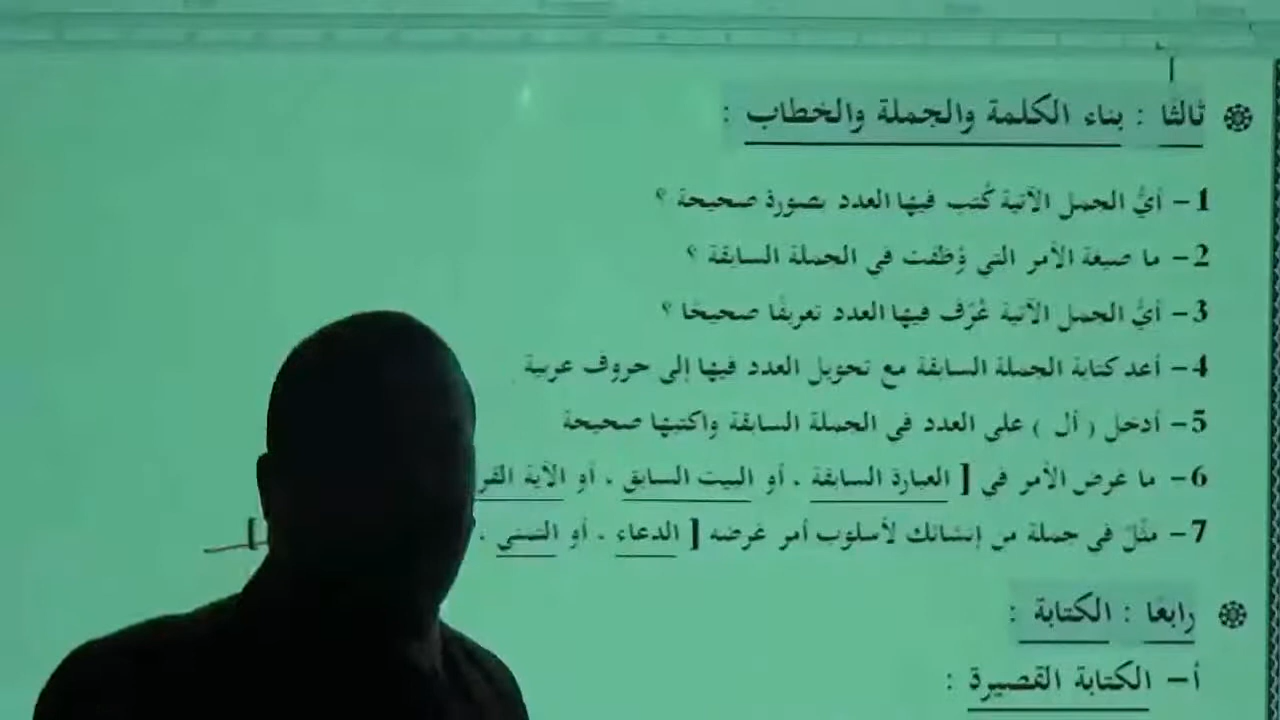 ثالثا : بناء الكلمة والجملة والخطاب :
1- أيُّ الجمل الآتية كُتب فيها العدد بصورة صحيحة ؟
2- ما صيغة الأمر التي وُظفت في الجملة السابقة ؟
3- أيُّ الجمل الآتية عُرّف فيها العدد تعريفًا صحيحًا ؟
4- أعد كتابة الجملة السابقة مع تحويل العدد فيها إلى حروف عربية
5- أدخل ( أل ) على العدد في الجملة السابقة واكتبها صحيحة
6- ما غرض الأمر في [ العبارة السابقة . أو البيت السابق . أو الآية
7- مثّل في جملة من إنشائك لأسلوب أمر غرضه [ الدعاء . أو التمني . [
رابعًا : الكتابة :
أ- الكتابة القصيرة :